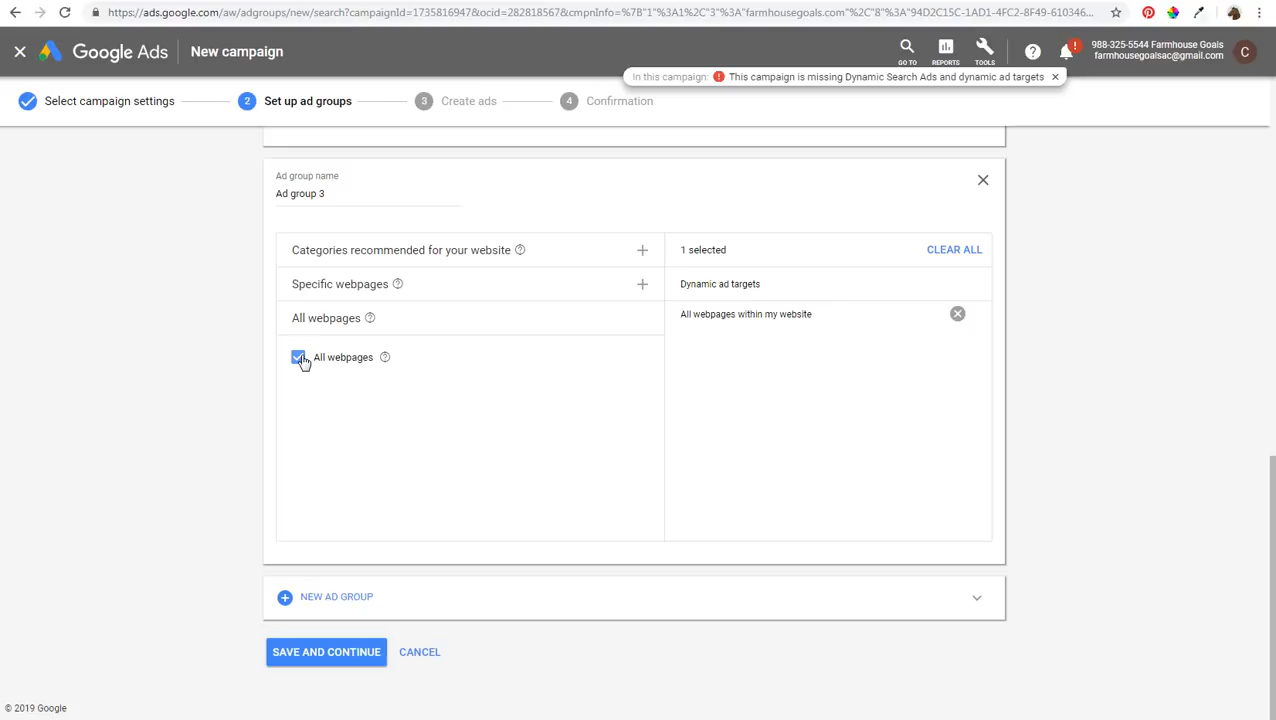 https://ads.google.com/aw/adgroups/new/search?campaignId=1735816947&ocid=282818567&cmpnInfo=%7B"1"%3A1%2C"3"%3A"farmhousegoals.com"%2C"8"%3A"94D2C15C-1AD1-4FC2-8F49-610346...
Google Ads
New campaign
GO TO
REPORTS
TOOLS
?
!
988-325-5544 Farmhouse Goals
farmhousegoalsac@gmail.com
C
In this campaign: ! This campaign is missing Dynamic Search Ads and dynamic ad targets
Select campaign settings
2 Set up ad groups
3 Create ads
4 Confirmation
Ad group name
Ad group 3
Categories recommended for your website ?
1 selected
CLEAR ALL
Specific webpages ?
Dynamic ad targets
All webpages ?
All webpages within my website
All webpages ?
NEW AD GROUP
SAVE AND CONTINUE
CANCEL
© 2019 Google